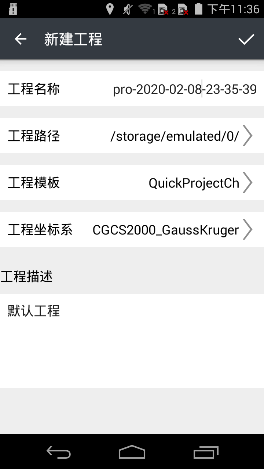 下午11:36
新建工程
工程名称 pro-2020-02-08-23-35-39
工程路径 /storage/emulated/0/
工程模板 QuickProjectCh
工程坐标系 CGCS2000_GaussKruger
工程描述
默认工程